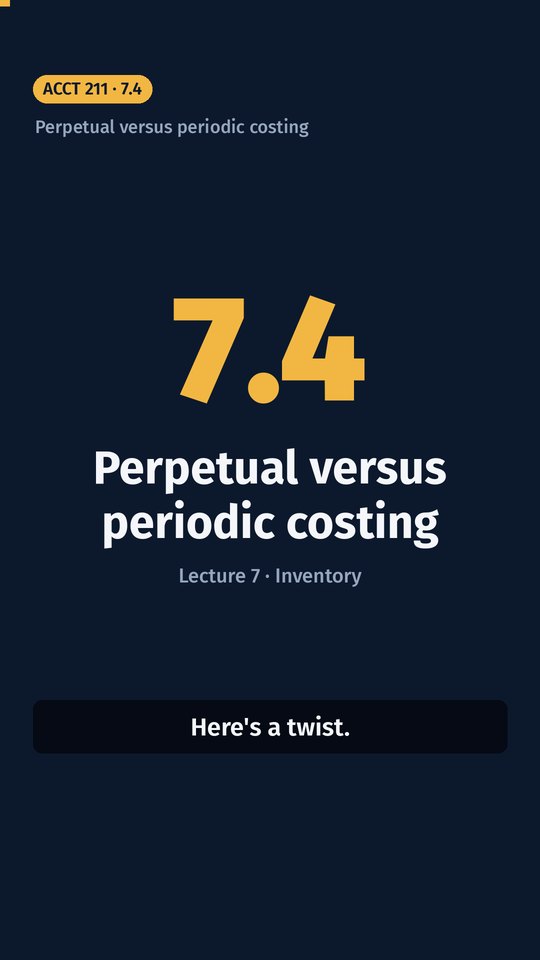 ACCT 211 · 7.4
Perpetual versus periodic costing
7.4
Perpetual versus
periodic costing
Lecture 7 · Inventory
Here's a twist.